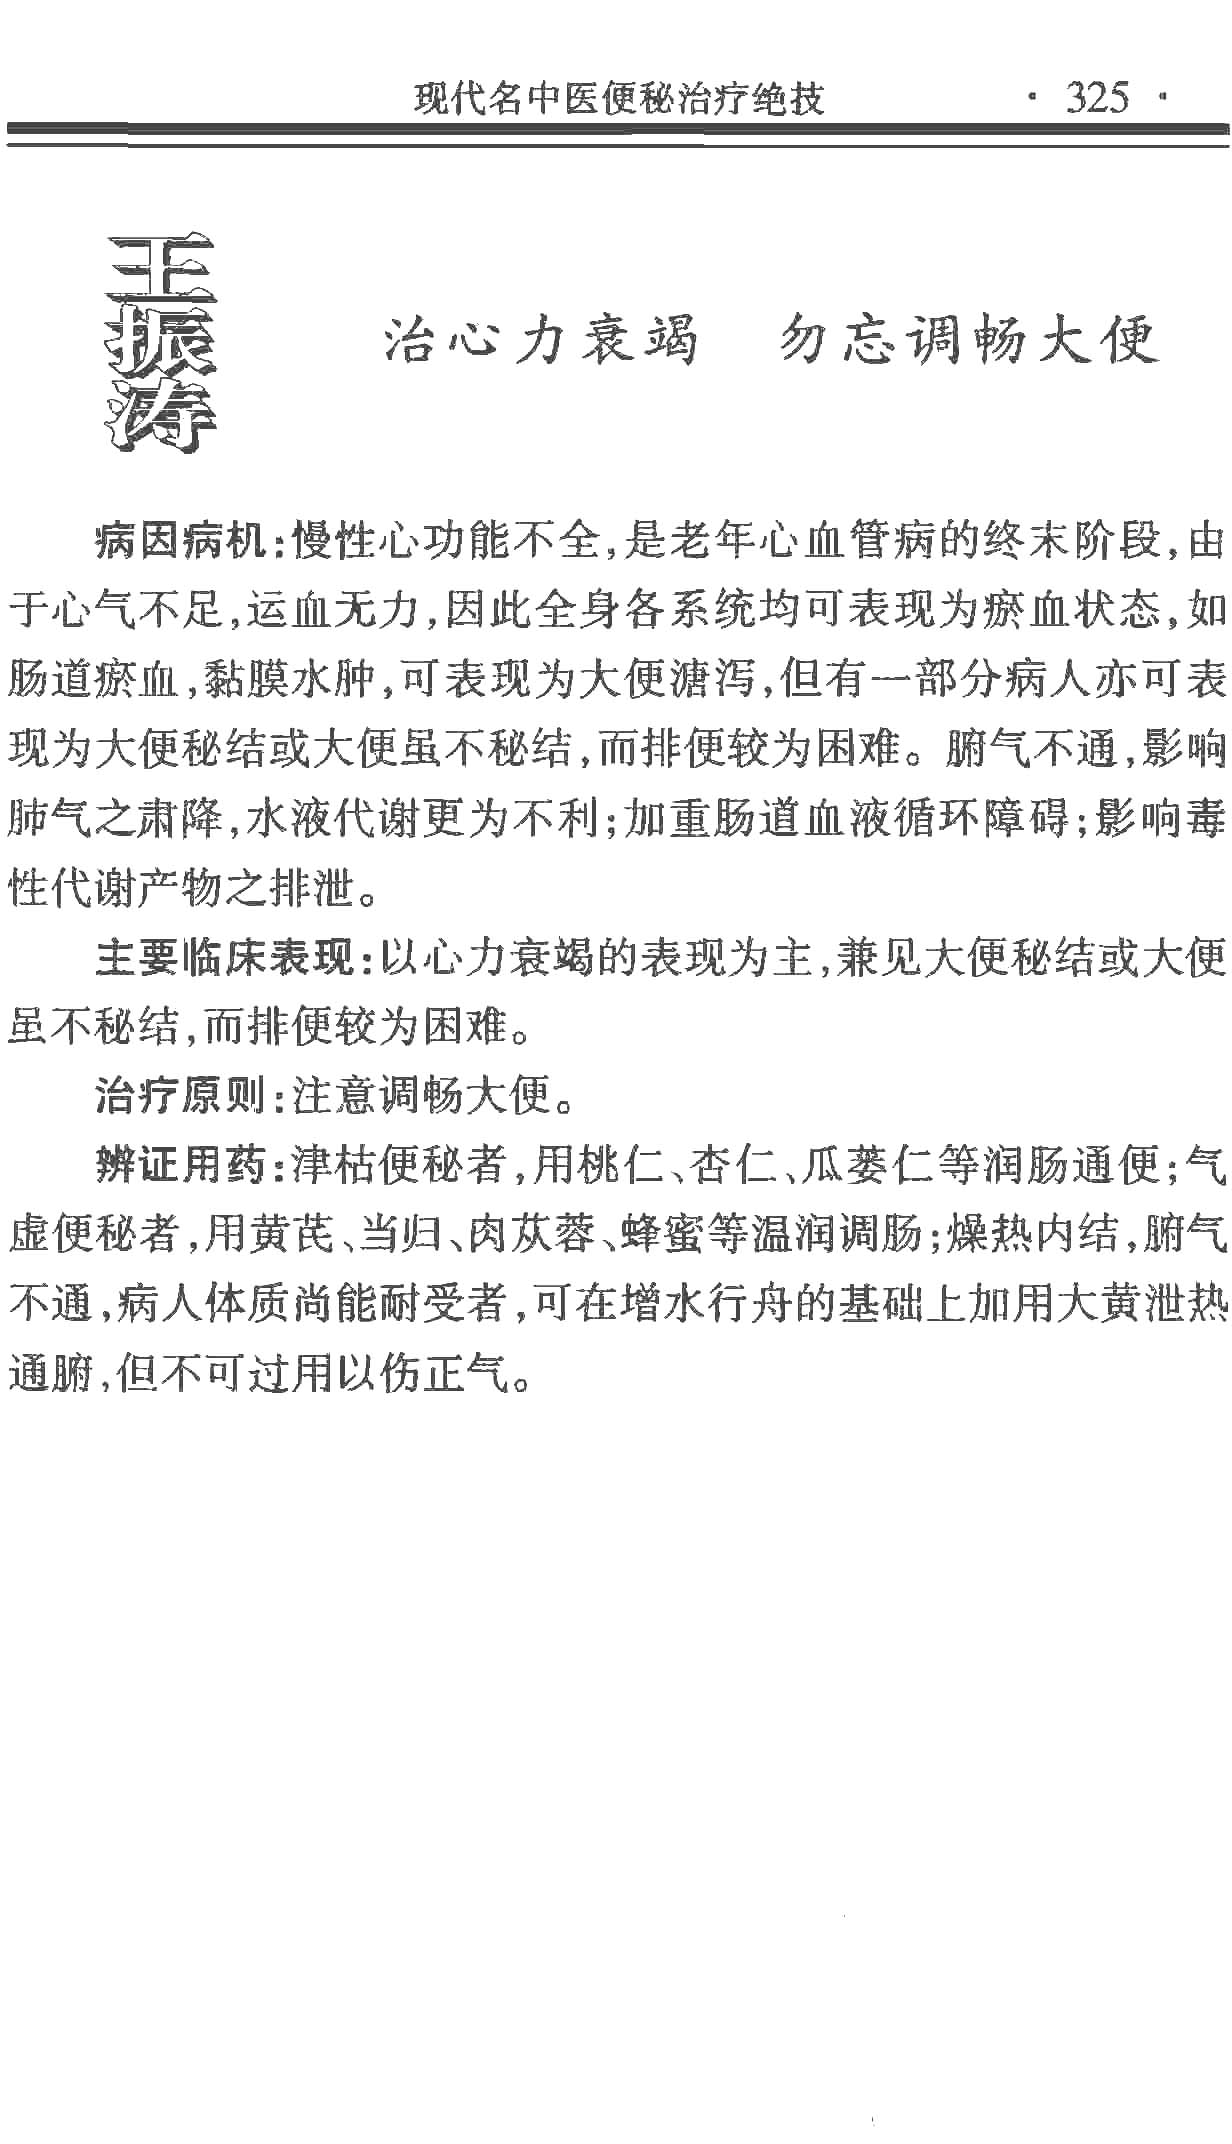 现代名中医便秘治疗绝技 · 325 ·
王振涛
治心力衰竭 勿忘调畅大便
病因病机:慢性心功能不全,是老年心血管病的终末阶段,由
于心气不足,运血无力,因此全身各系统均可表现为瘀血状态,如
肠道瘀血,黏膜水肿,可表现为大便溏泻,但有一部分病人亦可表
现为大便秘结或大便虽不秘结,而排便较为困难。腑气不通,影响
肺气之肃降,水液代谢更为不利;加重肠道血液循环障碍;影响毒
性代谢产物之排泄。
主要临床表现:以心力衰竭的表现为主,兼见大便秘结或大便
虽不秘结,而排便较为困难。
治疗原则:注意调畅大便。
辨证用药:津枯便秘者,用桃仁、杏仁、瓜蒌仁等润肠通便;气
虚便秘者,用黄芪、当归、肉苁蓉、蜂蜜等温润调肠;燥热内结,腑气
不通,病人体质尚能耐受者,可在增水行舟的基础上加用大黄泄热
通腑,但不可过用以伤正气。